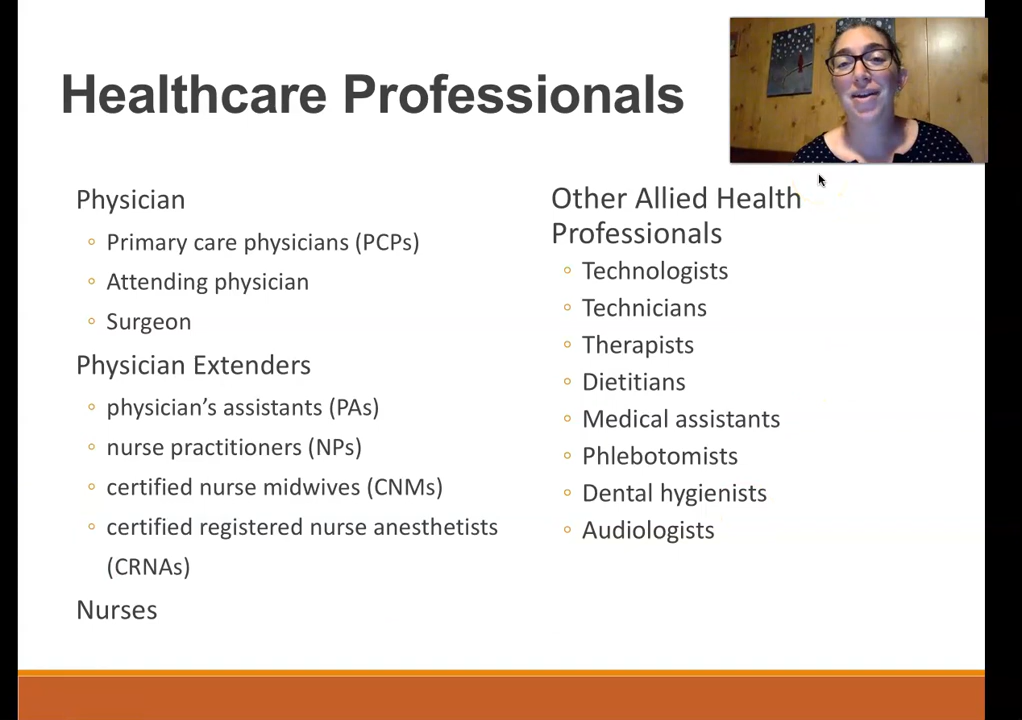 Healthcare Professionals
Physician
Primary care physicians (PCPs)
Attending physician
Surgeon
Physician Extenders
physician’s assistants (PAs)
nurse practitioners (NPs)
certified nurse midwives (CNMs)
certified registered nurse anesthetists
(CRNAs)
Nurses
Other Allied Health
Professionals
Technologists
Technicians
Therapists
Dietitians
Medical assistants
Phlebotomists
Dental hygienists
Audiologists